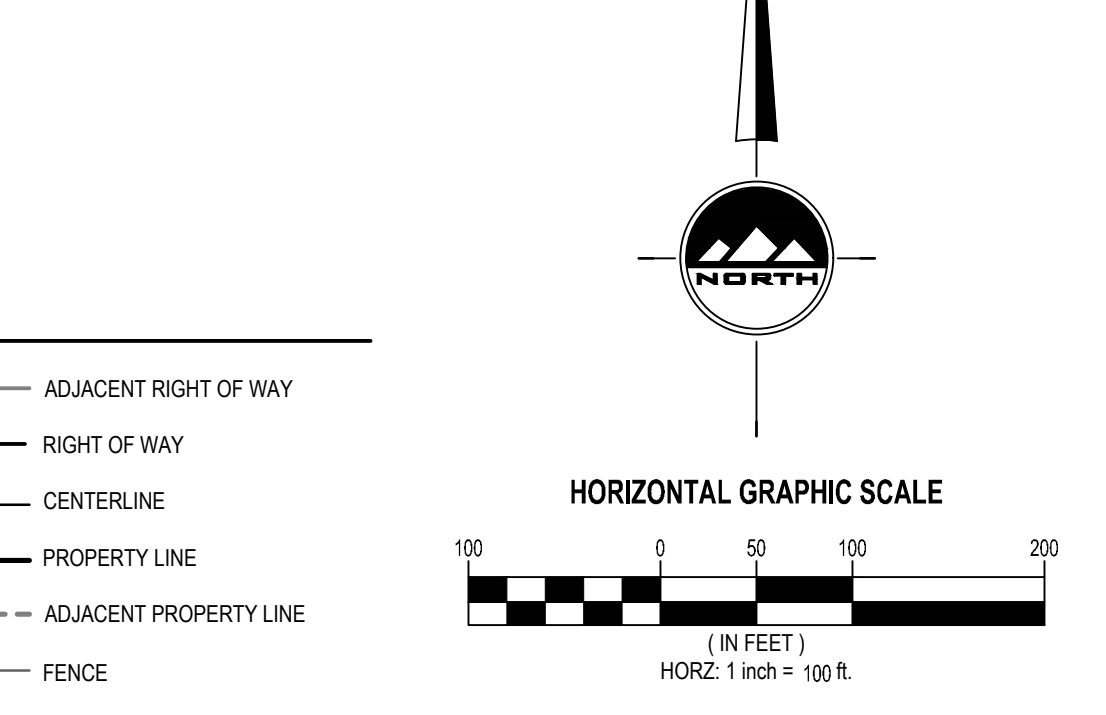 NORTH
ADJACENT RIGHT OF WAY
RIGHT OF WAY
CENTERLINE
PROPERTY LINE
ADJACENT PROPERTY LINE
FENCE
HORIZONTAL GRAPHIC SCALE
100 0 50 100 200
( IN FEET )
HORZ: 1 inch = 100 ft.